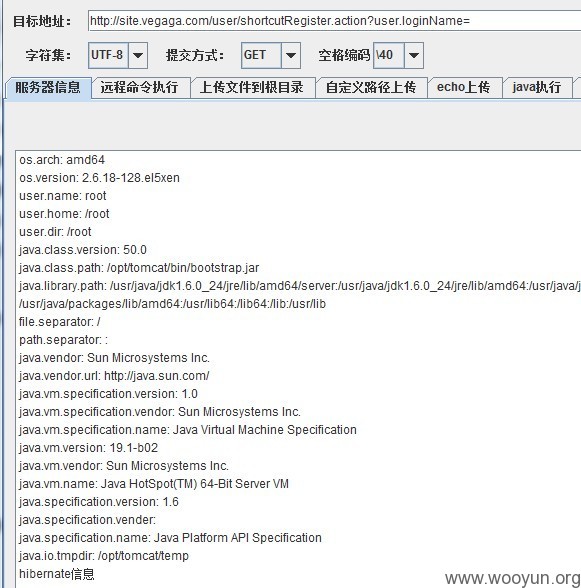 目标地址： http://site.vegaga.com/user/shortcutRegister.action?user.loginName=
字符集： UTF-8 提交方式： GET 空格编码 \40
服务器信息 远程命令执行 上传文件到根目录 自定义路径上传 echo上传 java执行
os.arch: amd64
os.version: 2.6.18-128.el5xen
user.name: root
user.home: /root
user.dir: /root
java.class.version: 50.0
java.class.path: /opt/tomcat/bin/bootstrap.jar
java.library.path: /usr/java/jdk1.6.0_24/jre/lib/amd64/server:/usr/java/jdk1.6.0_24/jre/lib/amd64:/usr/java/j
/usr/java/packages/lib/amd64:/usr/lib64:/lib64:/lib:/usr/lib
file.separator: /
path.separator: :
java.vendor: Sun Microsystems Inc.
java.vendor.url: http://java.sun.com/
java.vm.specification.version: 1.0
java.vm.specification.vendor: Sun Microsystems Inc.
java.vm.specification.name: Java Virtual Machine Specification
java.vm.version: 19.1-b02
java.vm.vendor: Sun Microsystems Inc.
java.vm.name: Java HotSpot(TM) 64-Bit Server VM
java.specification.version: 1.6
java.specification.vender:
java.specification.name: Java Platform API Specification
java.io.tmpdir: /opt/tomcat/temp
hibernate信息
www.wooyun.org